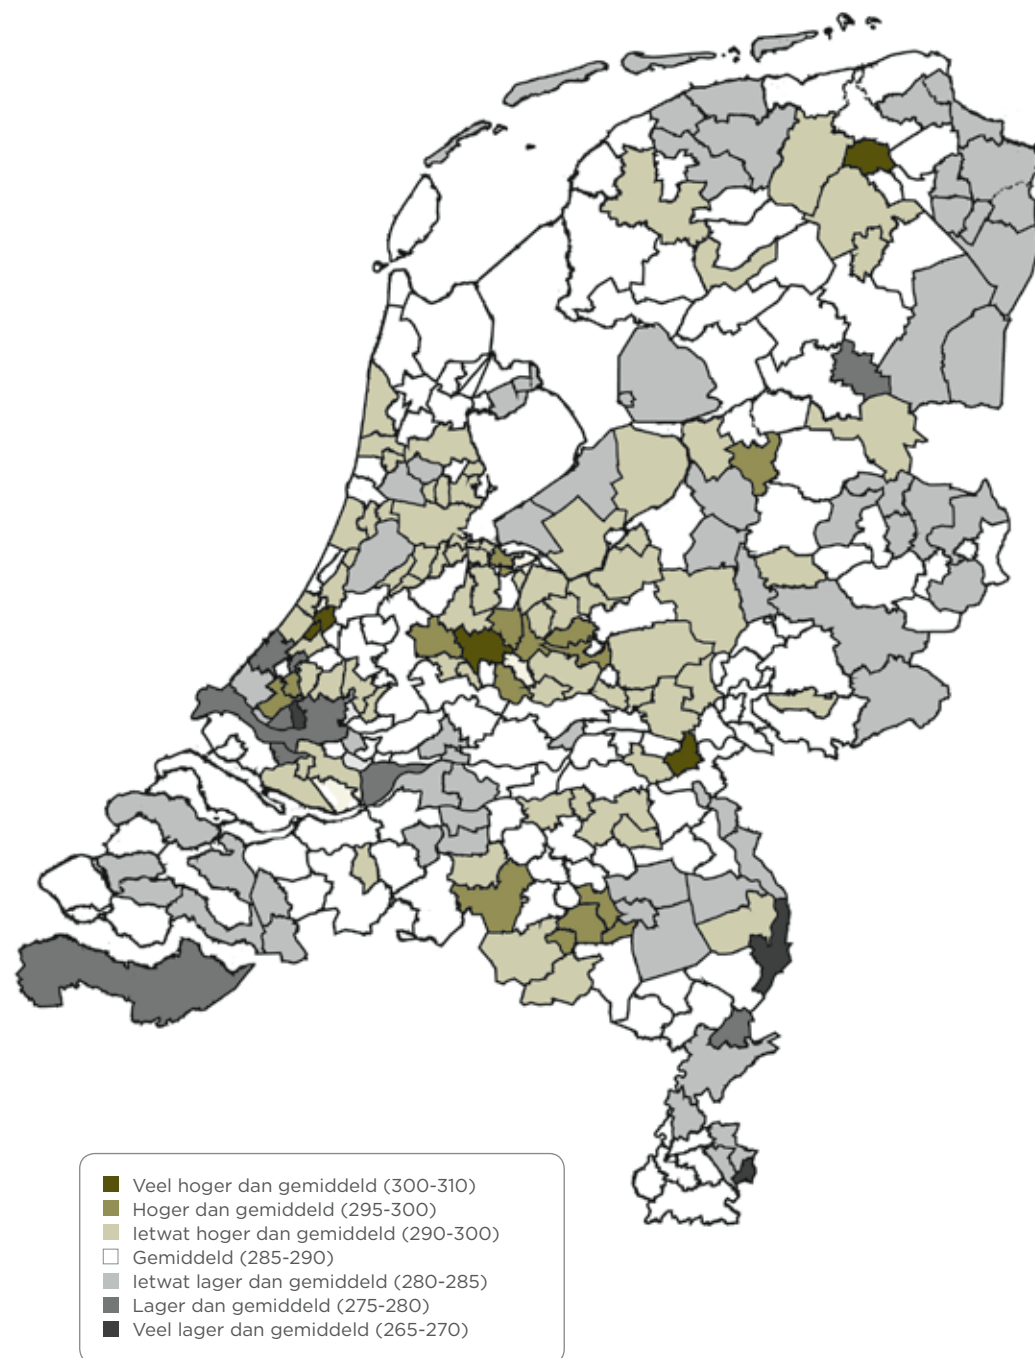 Veel hoger dan gemiddeld (300-310)
Hoger dan gemiddeld (295-300)
Ietwat hoger dan gemiddeld (290-300)
Gemiddeld (285-290)
Ietwat lager dan gemiddeld (280-285)
Lager dan gemiddeld (275-280)
Veel lager dan gemiddeld (265-270)